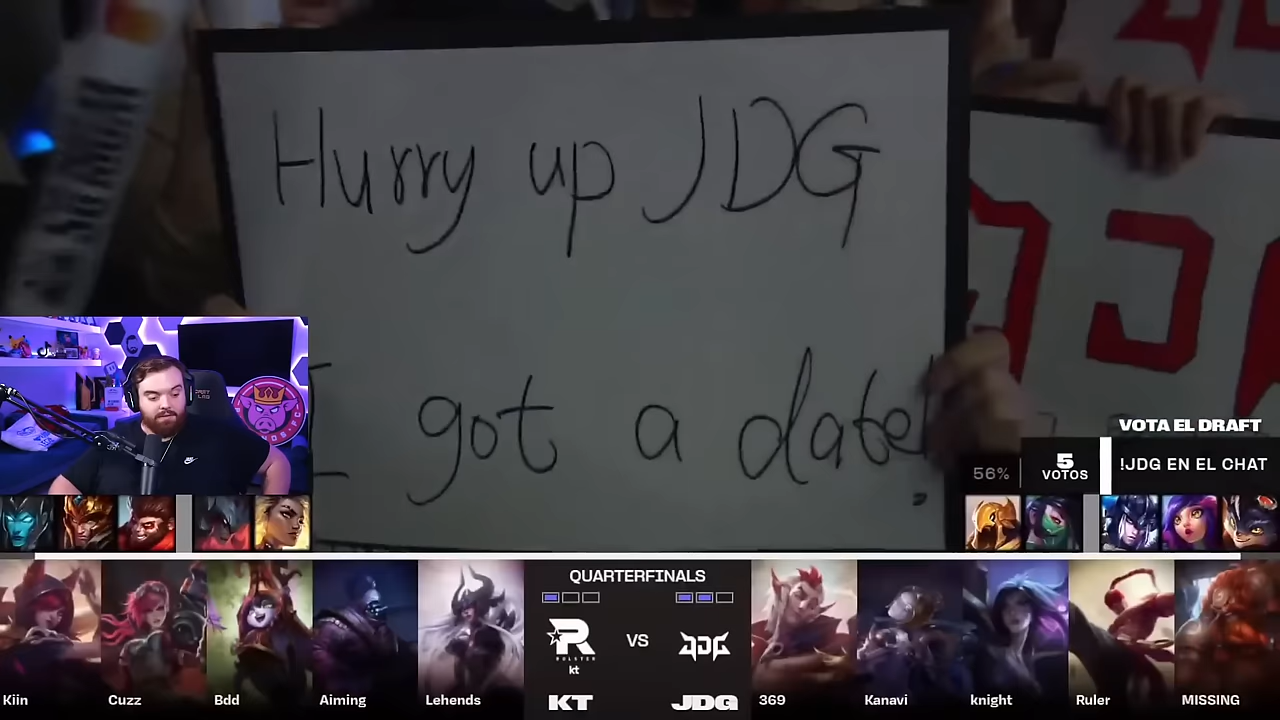 Hurry up JDG
I got a date!
VOTA EL DRAFT
56%
5
VOTOS
!JDG EN EL CHAT
QUARTERFINALS
R
ROLSTER
kt
VS
JDG
KT
JDG
Kiin
Cuzz
Bdd
Aiming
Lehends
369
Kanavi
knight
Ruler
MISSING